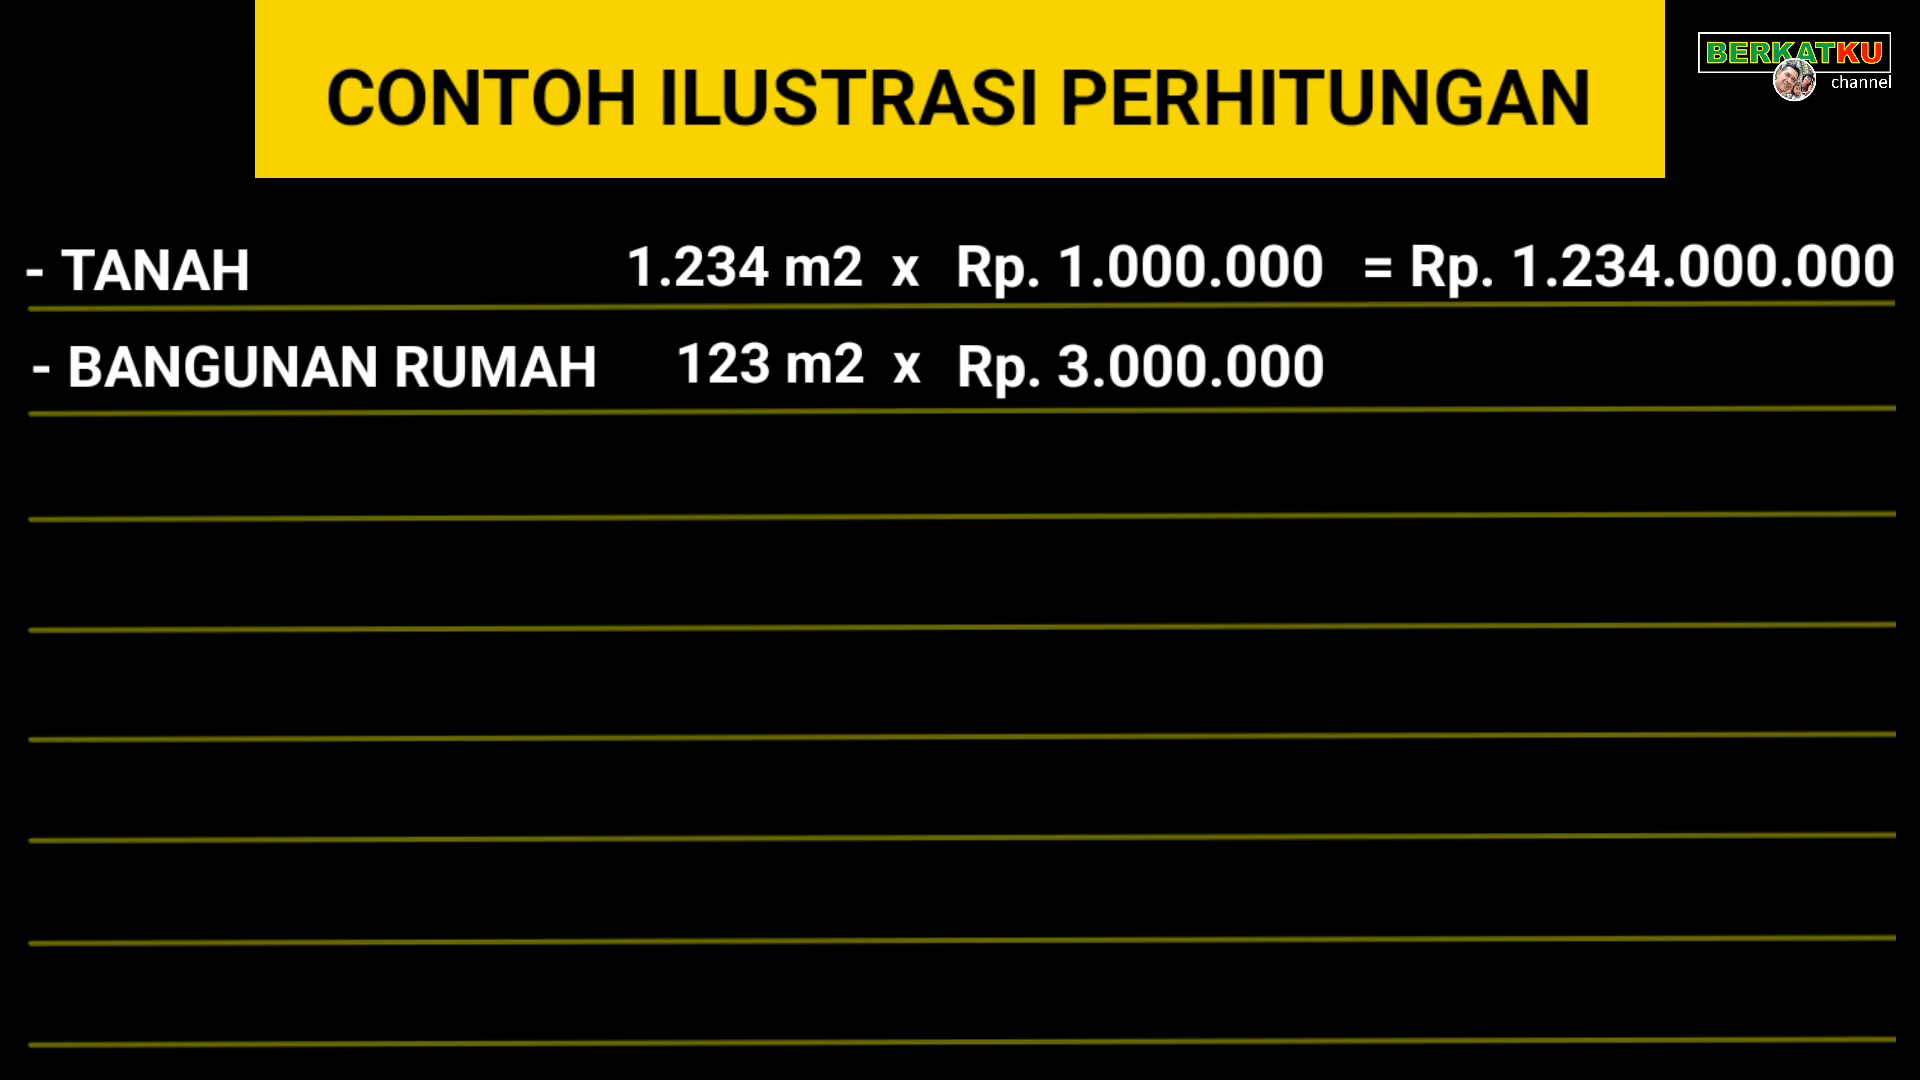 CONTOH ILUSTRASI PERHITUNGAN
BERKATKU
channel
- TANAH 1.234 m2 x Rp. 1.000.000 = Rp. 1.234.000.000
- BANGUNAN RUMAH 123 m2 x Rp. 3.000.000